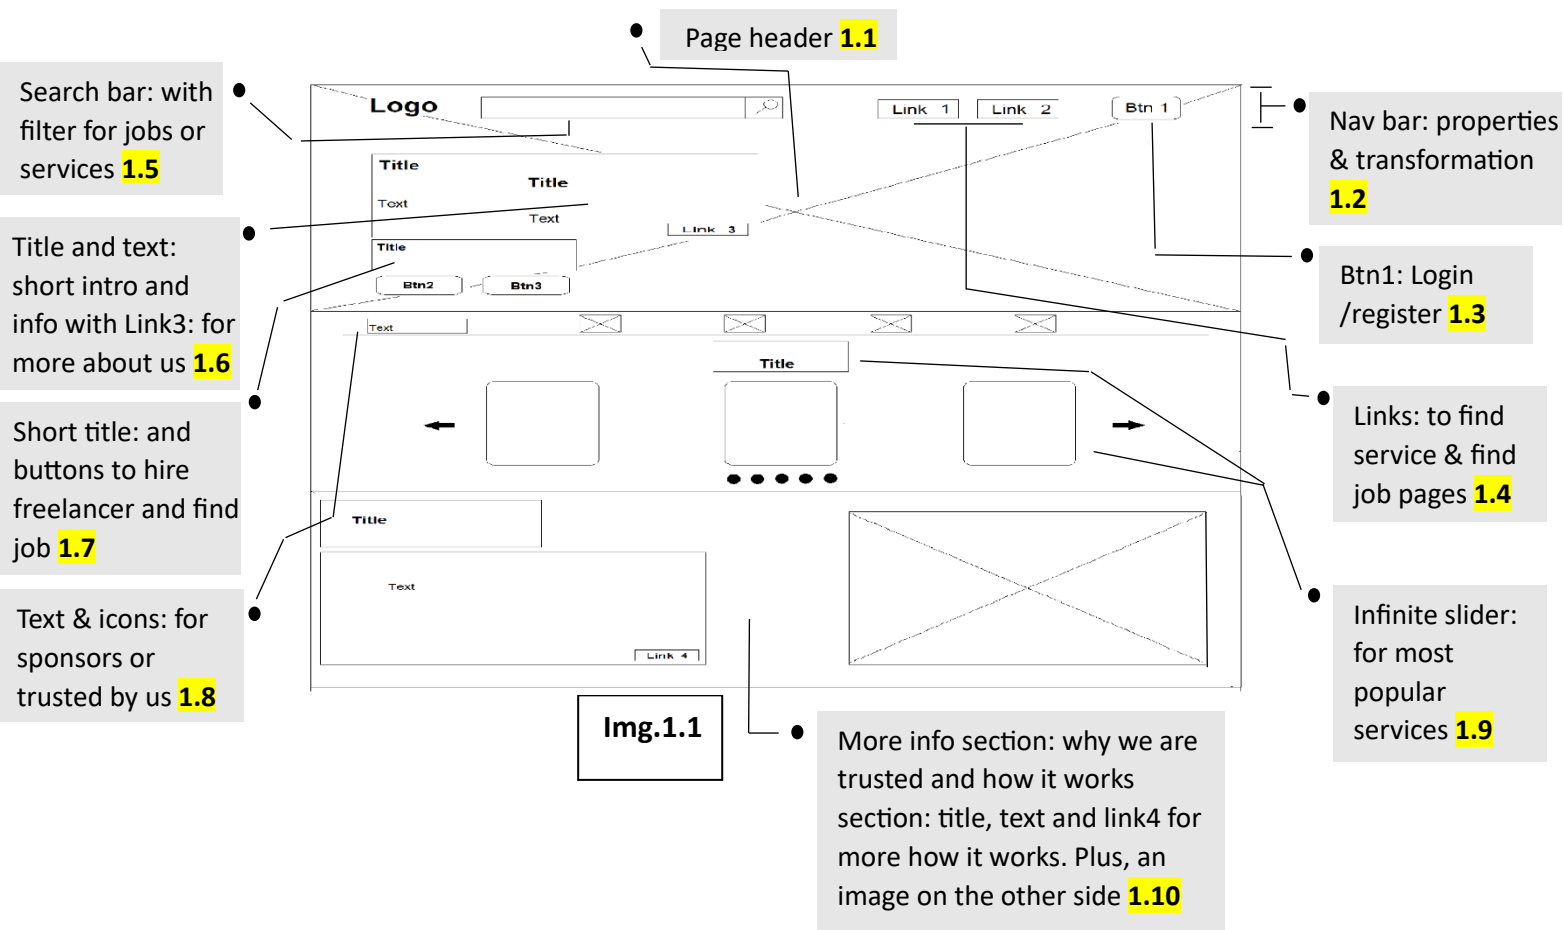 Page header 1.1
Search bar: with
filter for jobs or
services 1.5
Title and text:
short intro and
info with Link3: for
more about us 1.6
Short title: and
buttons to hire
freelancer and find
job 1.7
Text & icons: for
sponsors or
trusted by us 1.8
Logo
Link 1
Link 2
Btn 1
Title
Title
Text
Text
Link 3
Title
Btn2
Btn3
Text
Title
Title
Text
Link 4
Img.1.1
Nav bar: properties
& transformation
1.2
Btn1: Login
/register 1.3
Links: to find
service & find
job pages 1.4
Infinite slider:
for most
popular
services 1.9
More info section: why we are
trusted and how it works
section: title, text and link4 for
more how it works. Plus, an
image on the other side 1.10